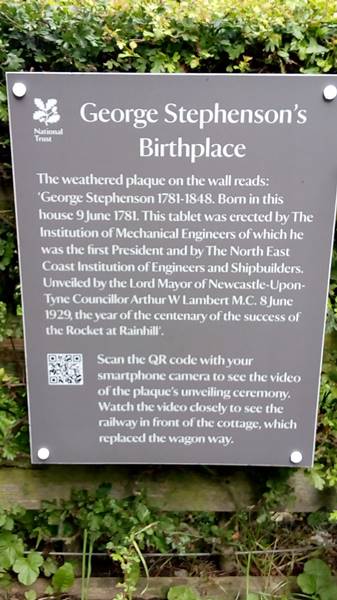 George Stephenson's
Birthplace
National
Trust
The weathered plaque on the wall reads:
'George Stephenson 1781-1848. Born in this
house 9 June 1781. This tablet was erected by The
Institution of Mechanical Engineers of which he
was the first President and by The North East
Coast Institution of Engineers and Shipbuilders.
Unveiled by the Lord Mayor of Newcastle-Upon-
Tyne Councillor Arthur W Lambert M.C. 8 June
1929, the year of the centenary of the success of
the Rocket at Rainhill'.
Scan the QR code with your
smartphone camera to see the video
of the plaque's unveiling ceremony.
Watch the video closely to see the
railway in front of the cottage, which
replaced the wagon way.